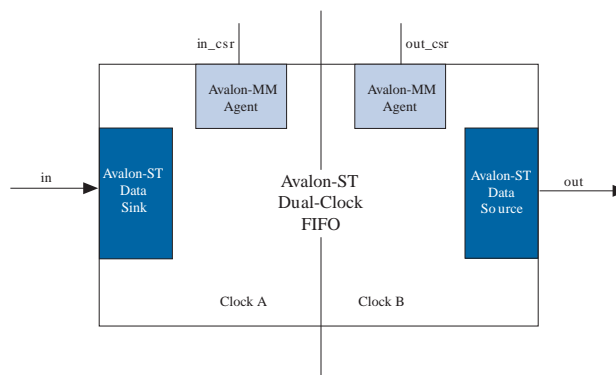 in_csr
out_csr
Avalon-MM
Agent
Avalon-MM
Agent
in
Avalon-ST
Data
Sink
Avalon-ST
Dual-Clock
FIFO
Avalon-ST
Data
Source
out
Clock A
Clock B